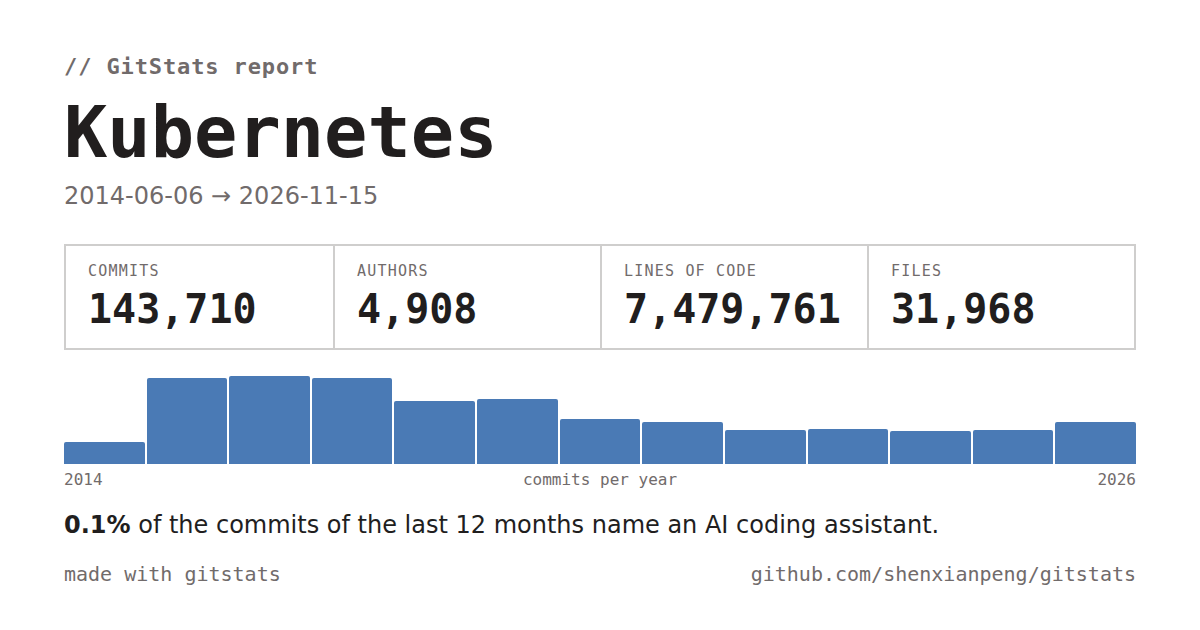 // GitStats report
Kubernetes
2014-06-06 → 2026-11-15
COMMITS AUTHORS LINES OF CODE FILES
143,710 4,908 7,479,761 31,968
2014 commits per year 2026
0.1% of the commits of the last 12 months name an AI coding assistant.
made with gitstats github.com/shenxianpeng/gitstats